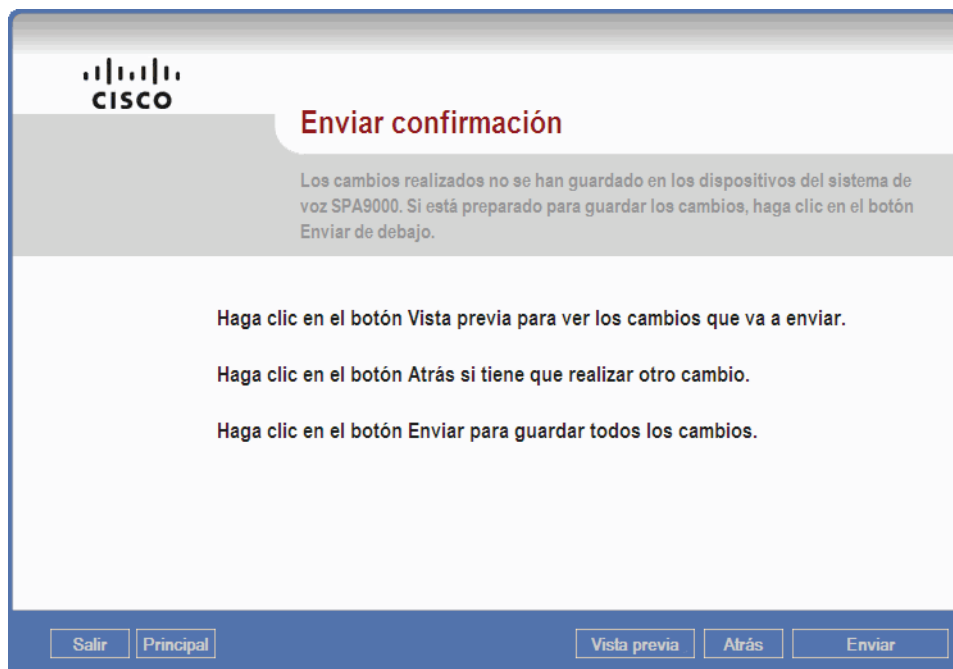 CISCO
Enviar confirmación
Los cambios realizados no se han guardado en los dispositivos del sistema de
voz SPA9000. Si está preparado para guardar los cambios, haga clic en el botón
Enviar de debajo.
Haga clic en el botón Vista previa para ver los cambios que va a enviar.
Haga clic en el botón Atrás si tiene que realizar otro cambio.
Haga clic en el botón Enviar para guardar todos los cambios.
Salir Principal Vista previa Atrás Enviar